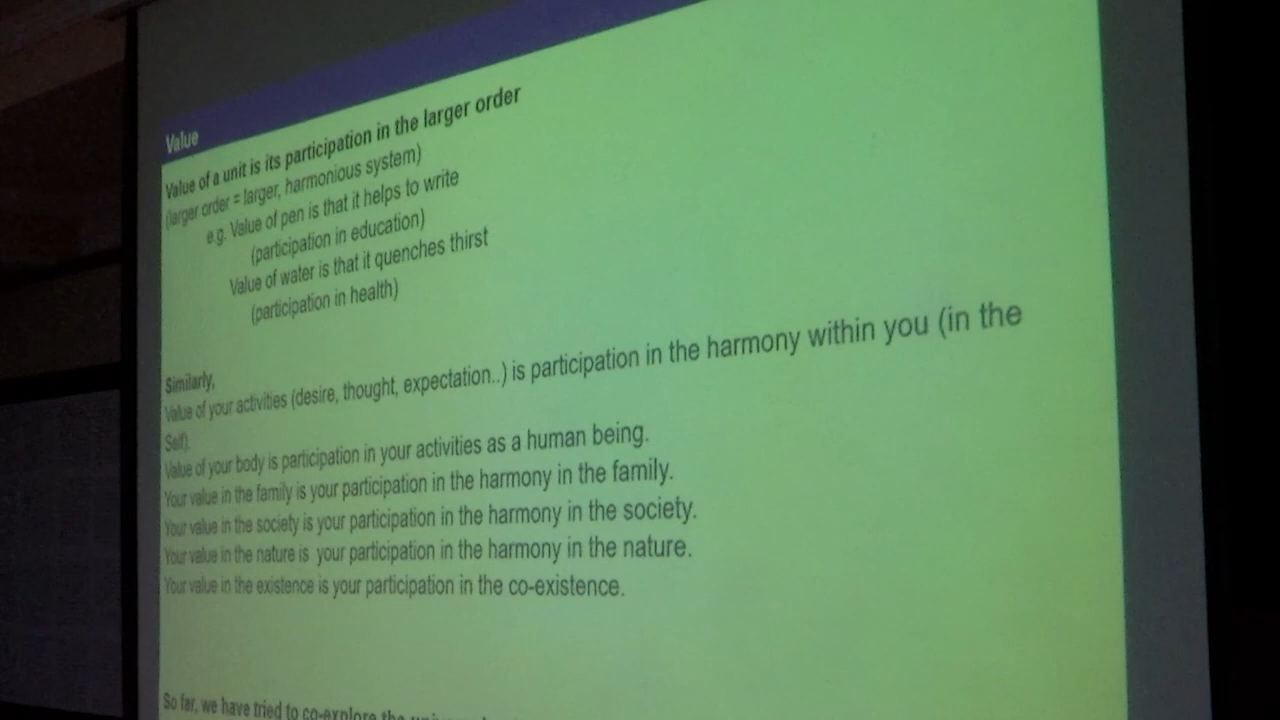 Value
Value of a unit is its participation in the larger order
(larger order = larger, harmonious system)
e.g. Value of pen is that it helps to write
(participation in education)
Value of water is that it quenches thirst
(participation in health)
Similarly,
Value of your activities (desire, thought, expectation..) is participation in the harmony within you (in the
Self).
Value of your body is participation in your activities as a human being.
Your value in the family is your participation in the harmony in the family.
Your value in the society is your participation in the harmony in the society.
Your value in the nature is your participation in the harmony in the nature.
Your value in the existence is your participation in the co-existence.
So far, we have tried to co-explore the